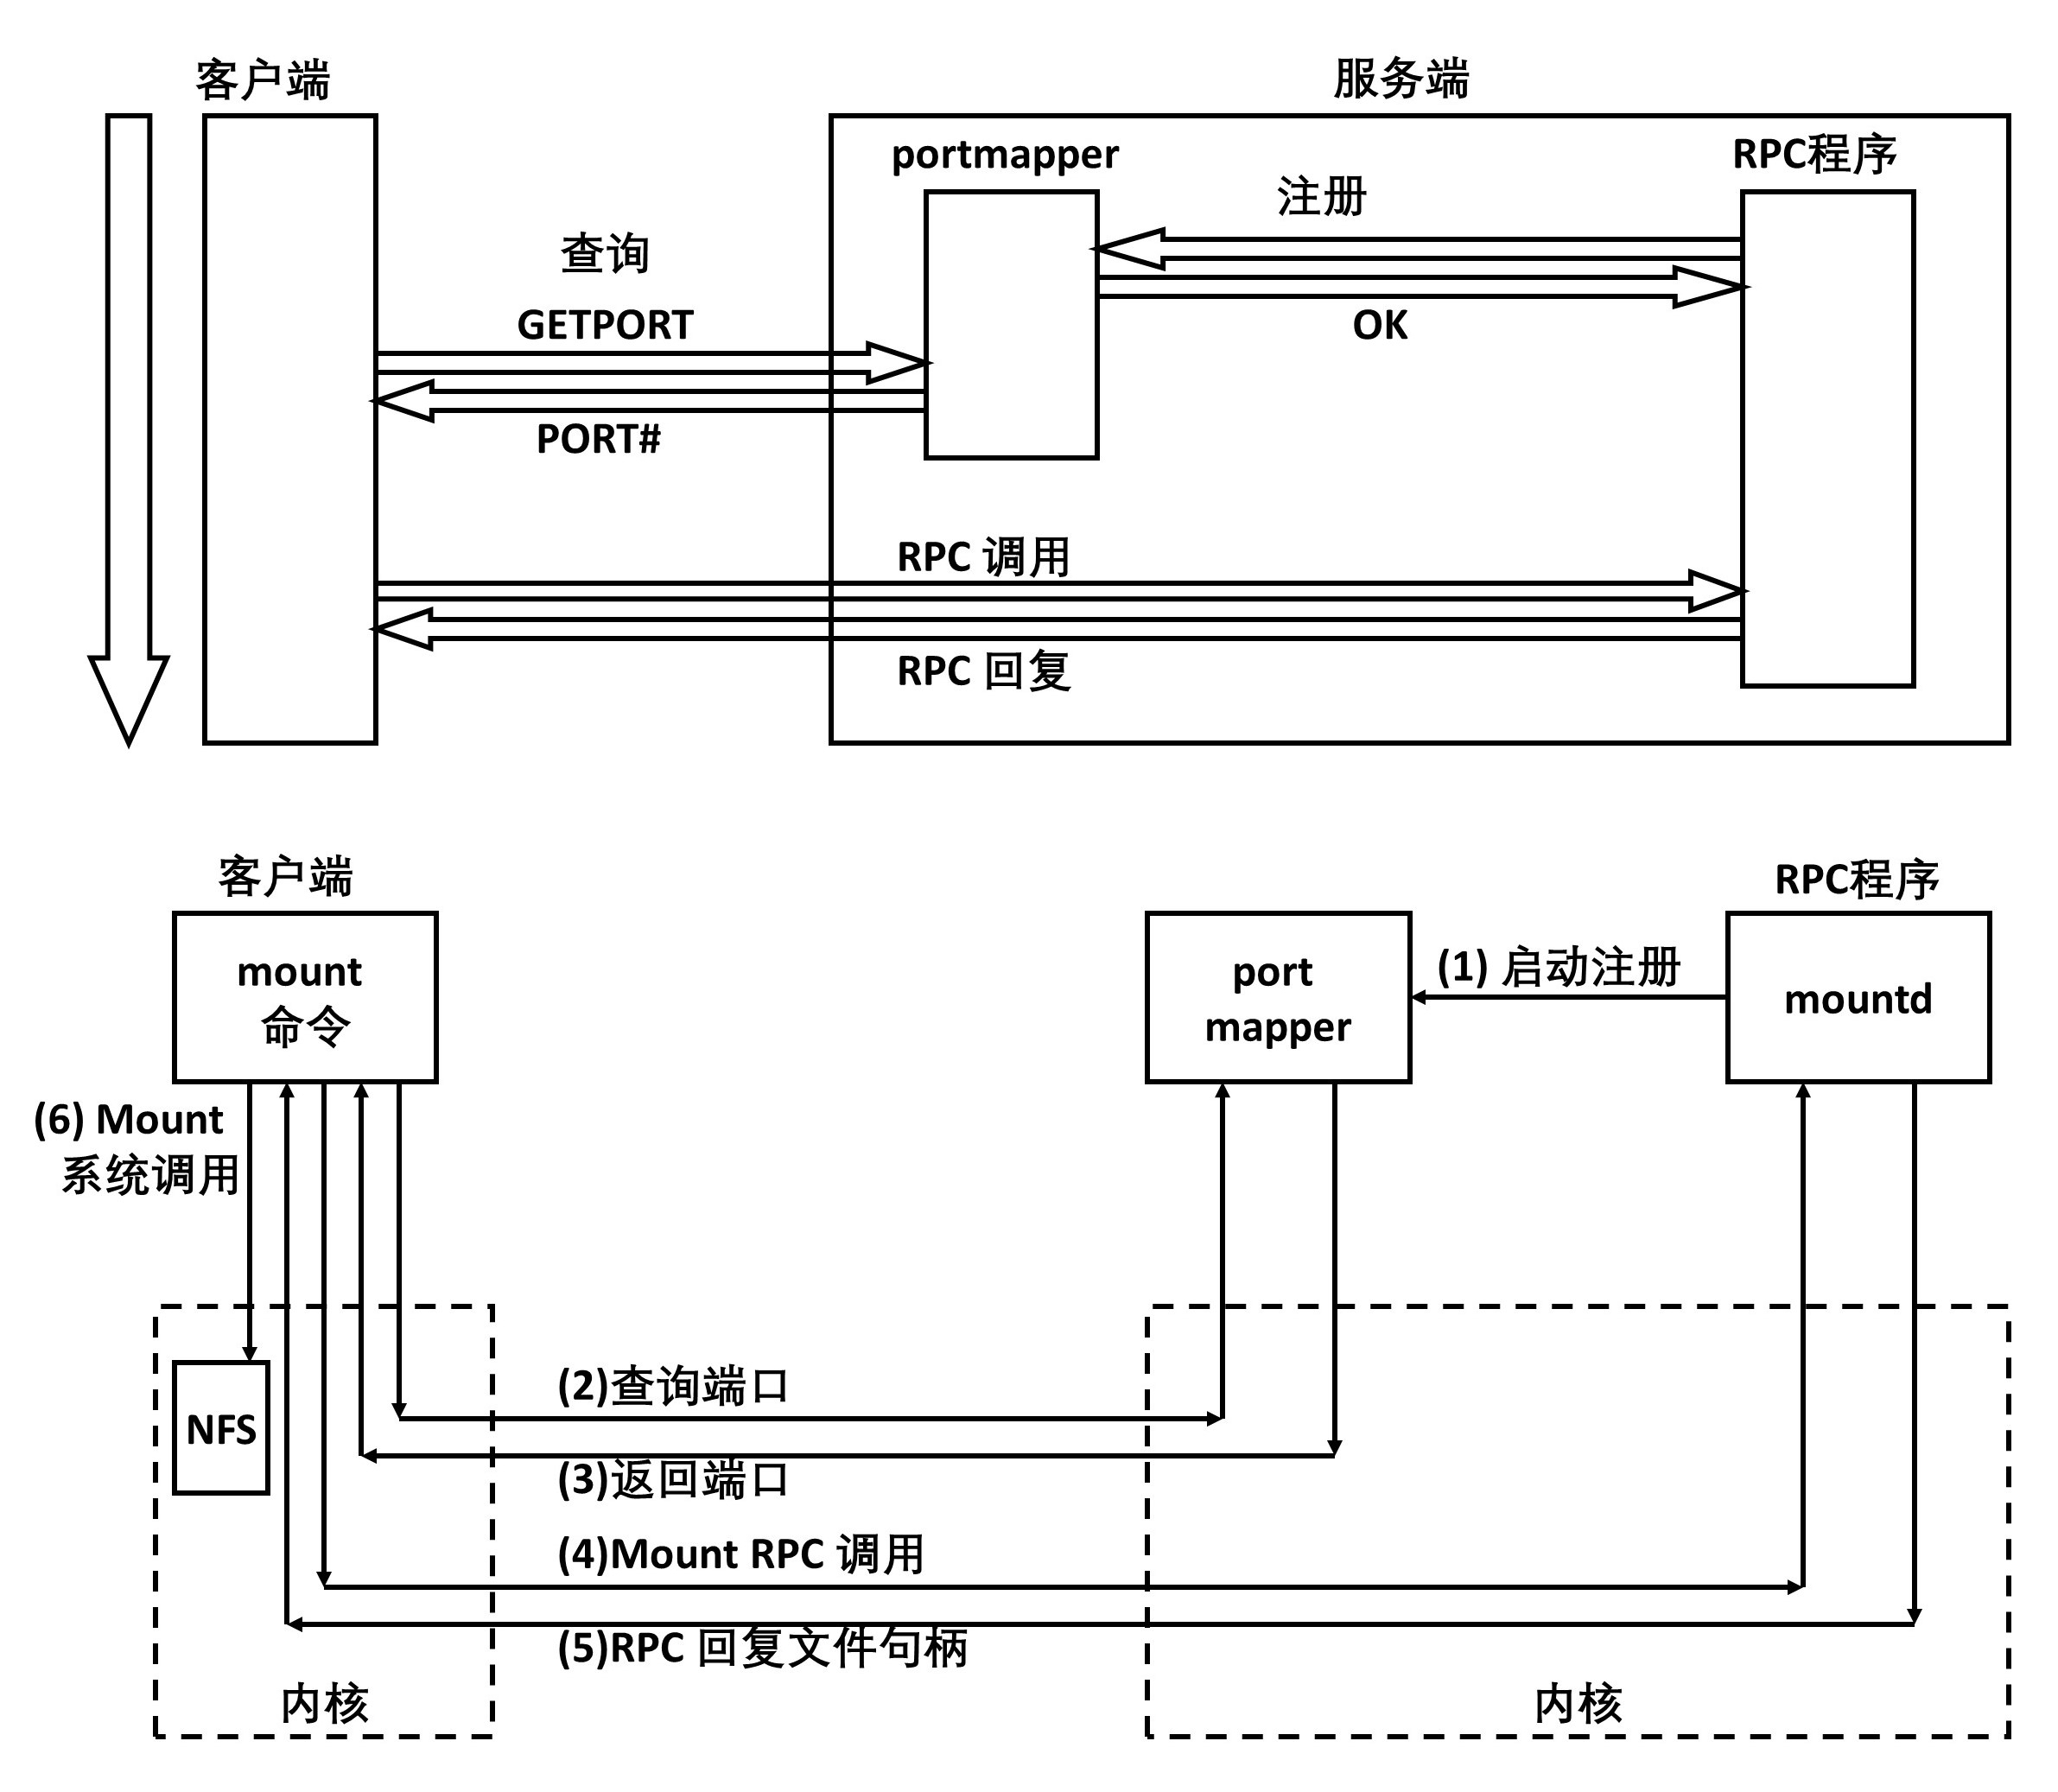 客户端
服务端
portmapper
RPC程序
注册
查询
GETPORT
OK
PORT#
RPC 调用
RPC 回复
客户端
RPC程序
mount
命令
port
mapper
(1) 启动注册
mountd
(6) Mount
系统调用
(2)查询端口
NFS
(3)返回端口
(4)Mount RPC 调用
(5)RPC 回复文件句柄
内核
内核